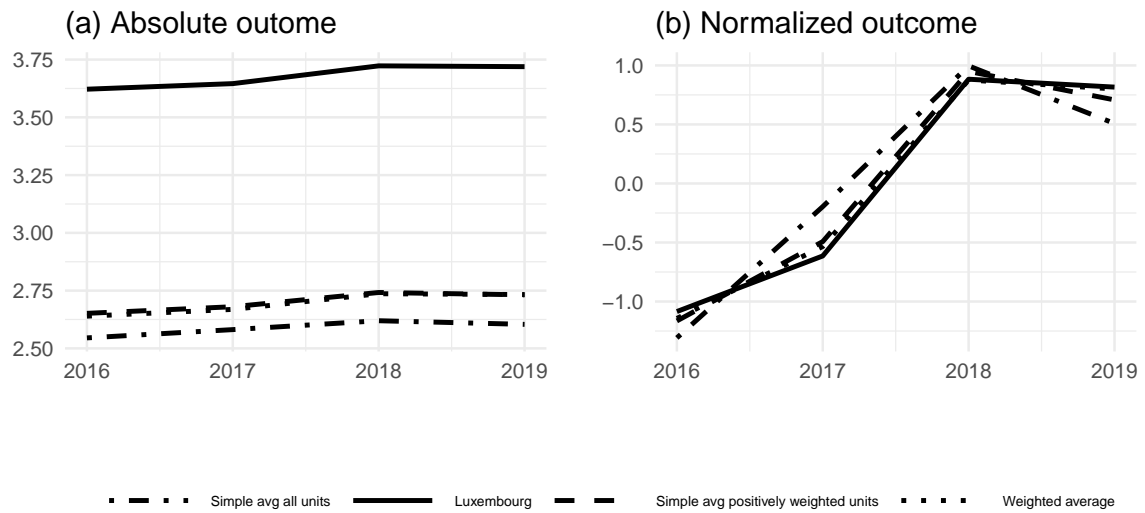 (a) Absolute outome
3.75
3.50
3.25
3.00
2.75
2.50
2016 2017 2018 2019
(b) Normalized outcome
1.0
0.5
0.0
−0.5
−1.0
2016 2017 2018 2019
Simple avg all units Luxembourg Simple avg positively weighted units Weighted average